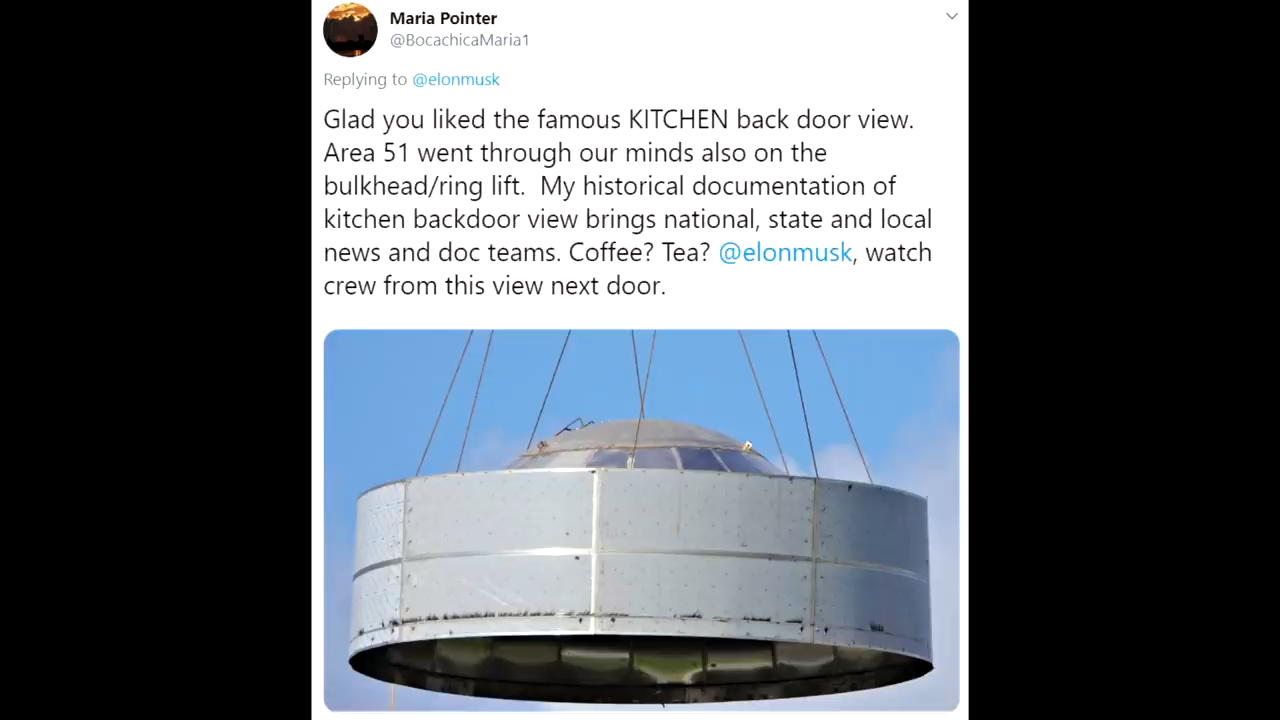 Maria Pointer
@BocachicaMaria1
Replying to @elonmusk
Glad you liked the famous KITCHEN back door view.
Area 51 went through our minds also on the
bulkhead/ring lift.  My historical documentation of
kitchen backdoor view brings national, state and local
news and doc teams. Coffee? Tea? @elonmusk, watch
crew from this view next door.